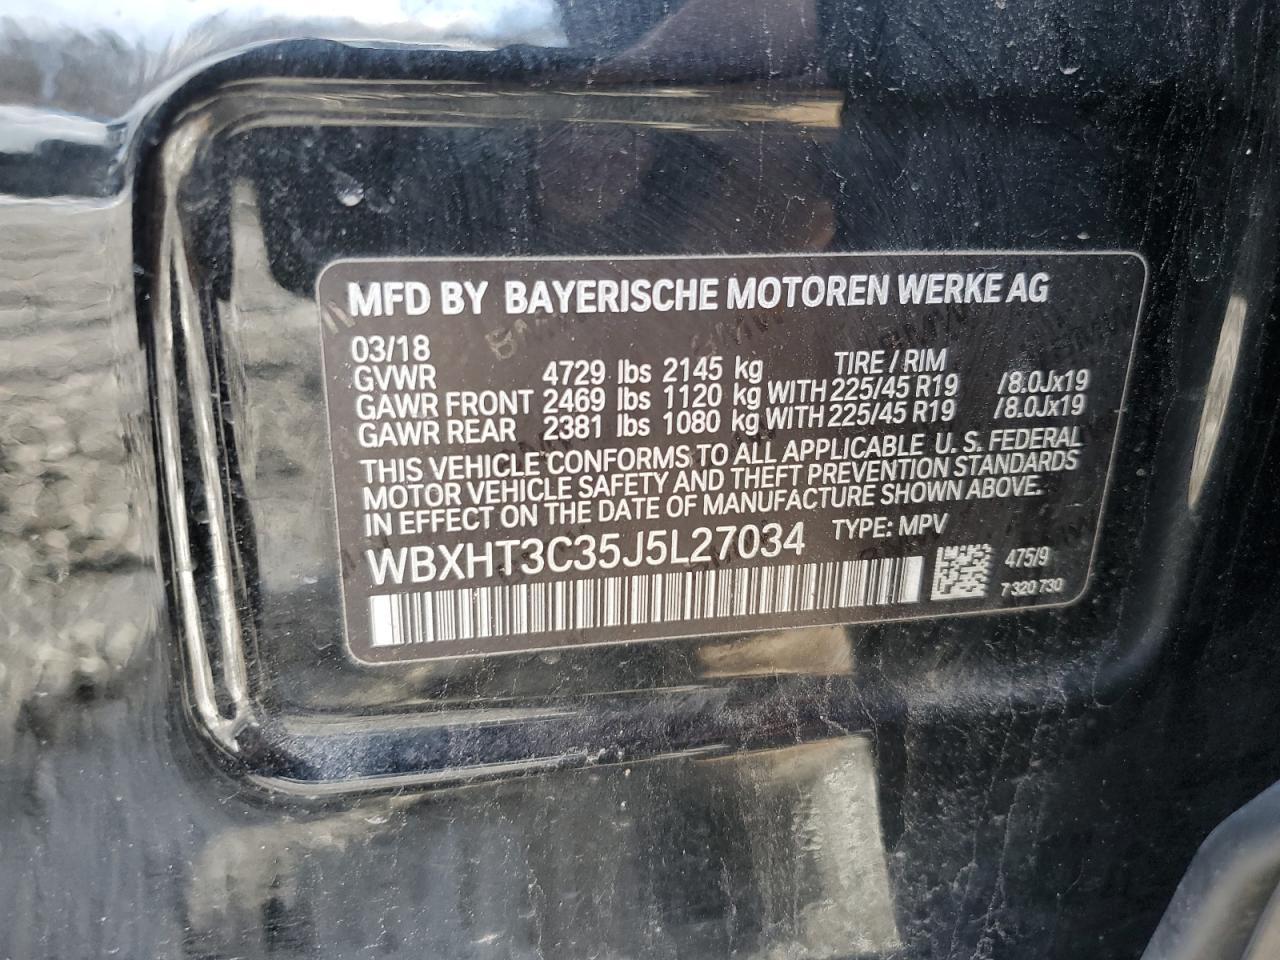 MFD BY BAYERISCHE MOTOREN WERKE AG
03/18
GVWR 4729 lbs 2145 kg TIRE / RIM
GAWR FRONT 2469 lbs 1120 kg WITH 225/45 R19 /8.0Jx19
GAWR REAR 2381 lbs 1080 kg WITH 225/45 R19 /8.0Jx19
THIS VEHICLE CONFORMS TO ALL APPLICABLE U. S. FEDERAL
MOTOR VEHICLE SAFETY AND THEFT PREVENTION STANDARDS
IN EFFECT ON THE DATE OF MANUFACTURE SHOWN ABOVE.
WBXHT3C35J5L27034 TYPE: MPV
475/9
7 320 730